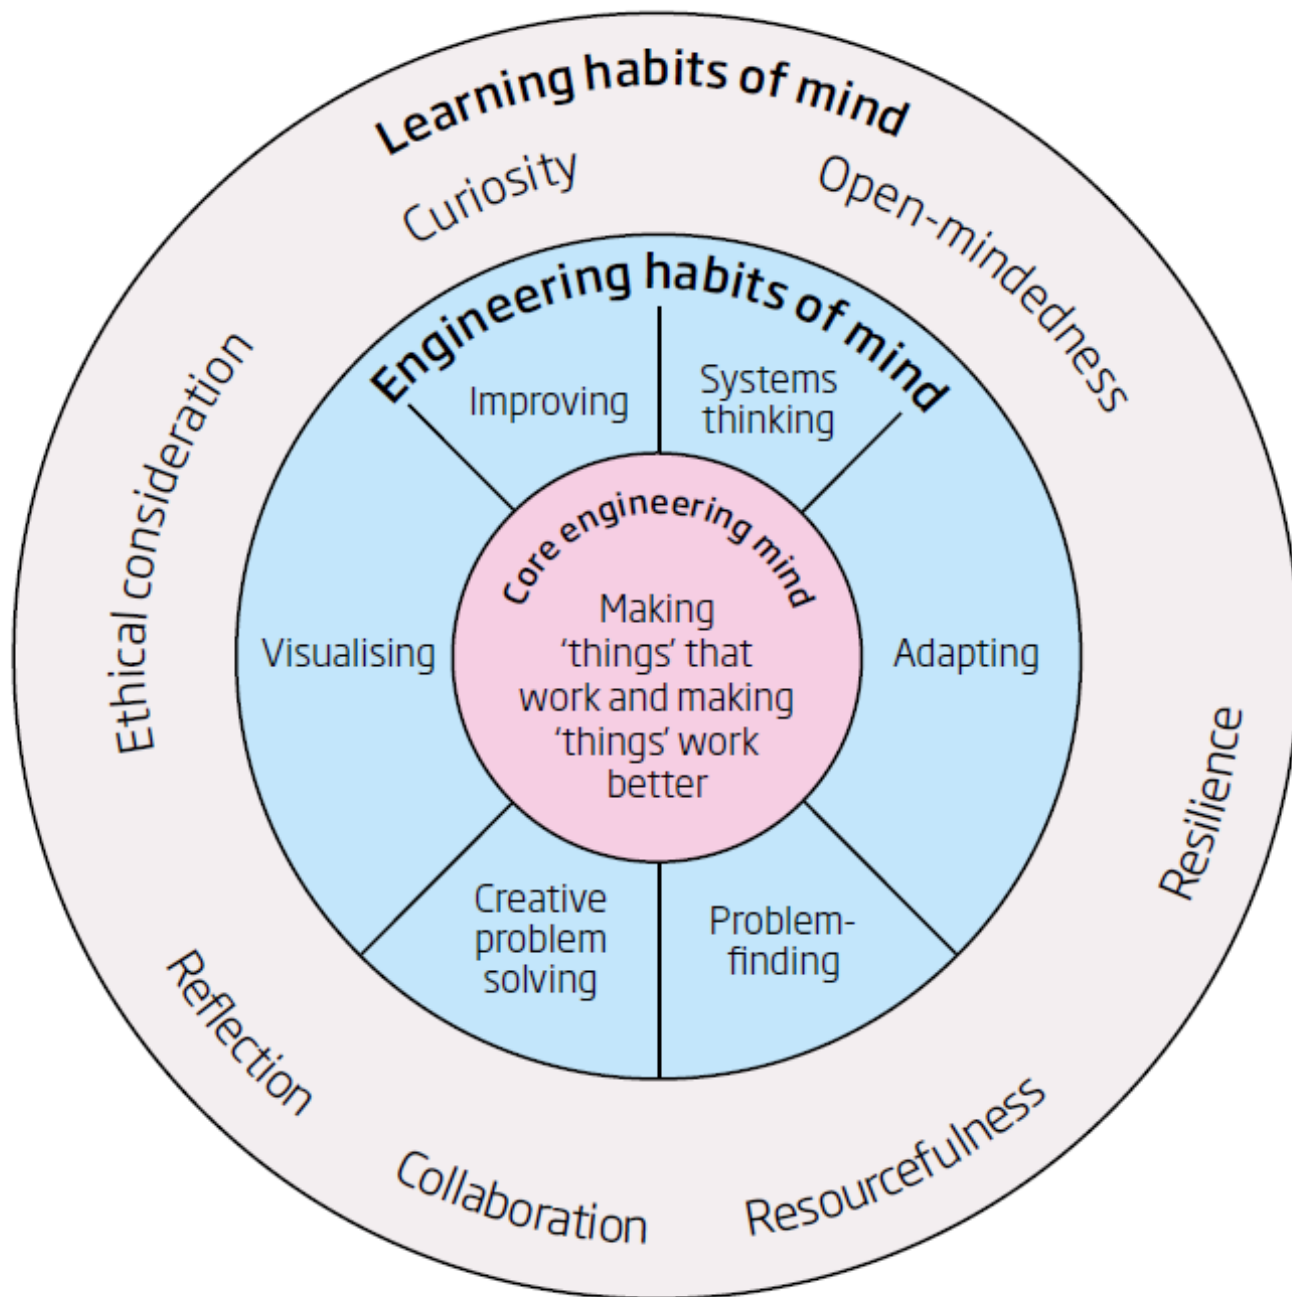 Learning habits of mind
Curiosity
Open-mindedness
Ethical consideration
Resilience
Reflection
Collaboration
Resourcefulness
Engineering habits of mind
Improving
Systems
thinking
Visualising
Adapting
Creative
problem
solving
Problem-
finding
Core engineering mind
Making
‘things’ that
work and making
‘things’ work
better